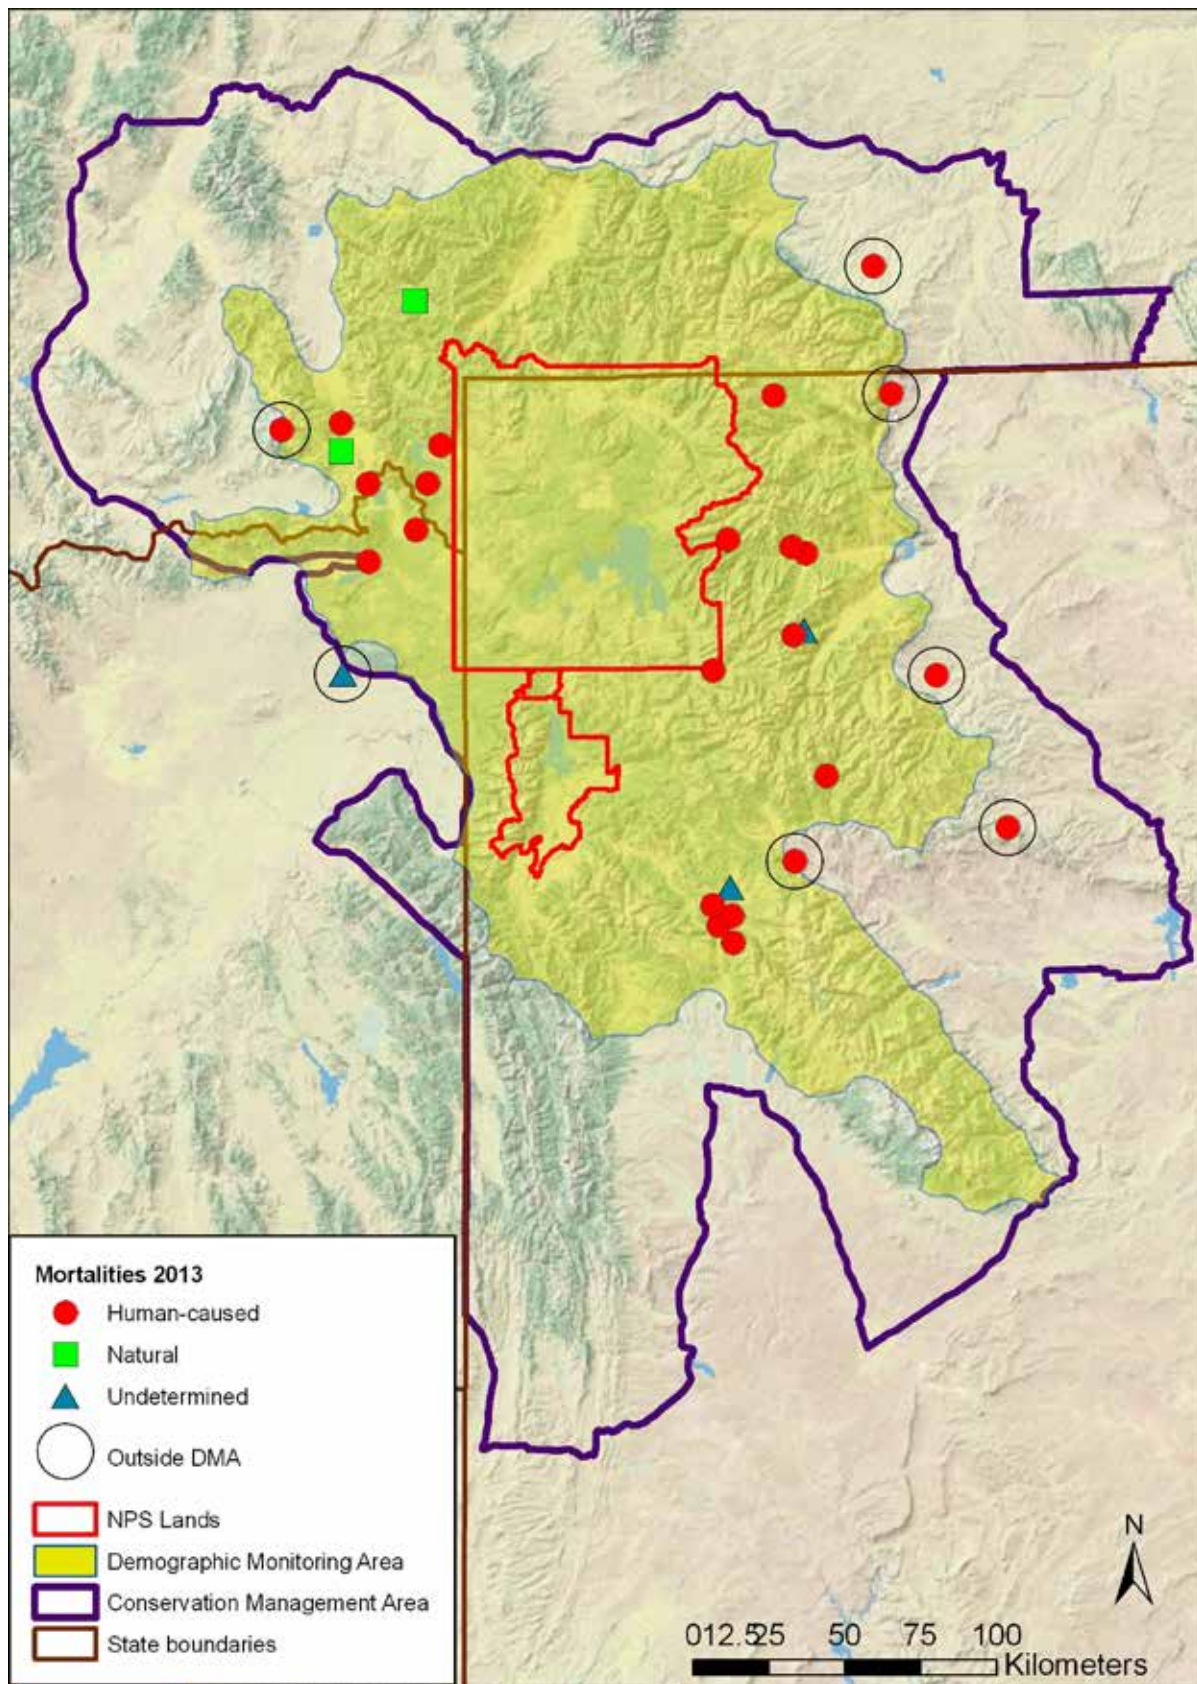 Mortalities 2013
Human-caused
Natural
Undetermined
Outside DMA
NPS Lands
Demographic Monitoring Area
Conservation Management Area
State boundaries
N
012.525 50 75 100
Kilometers